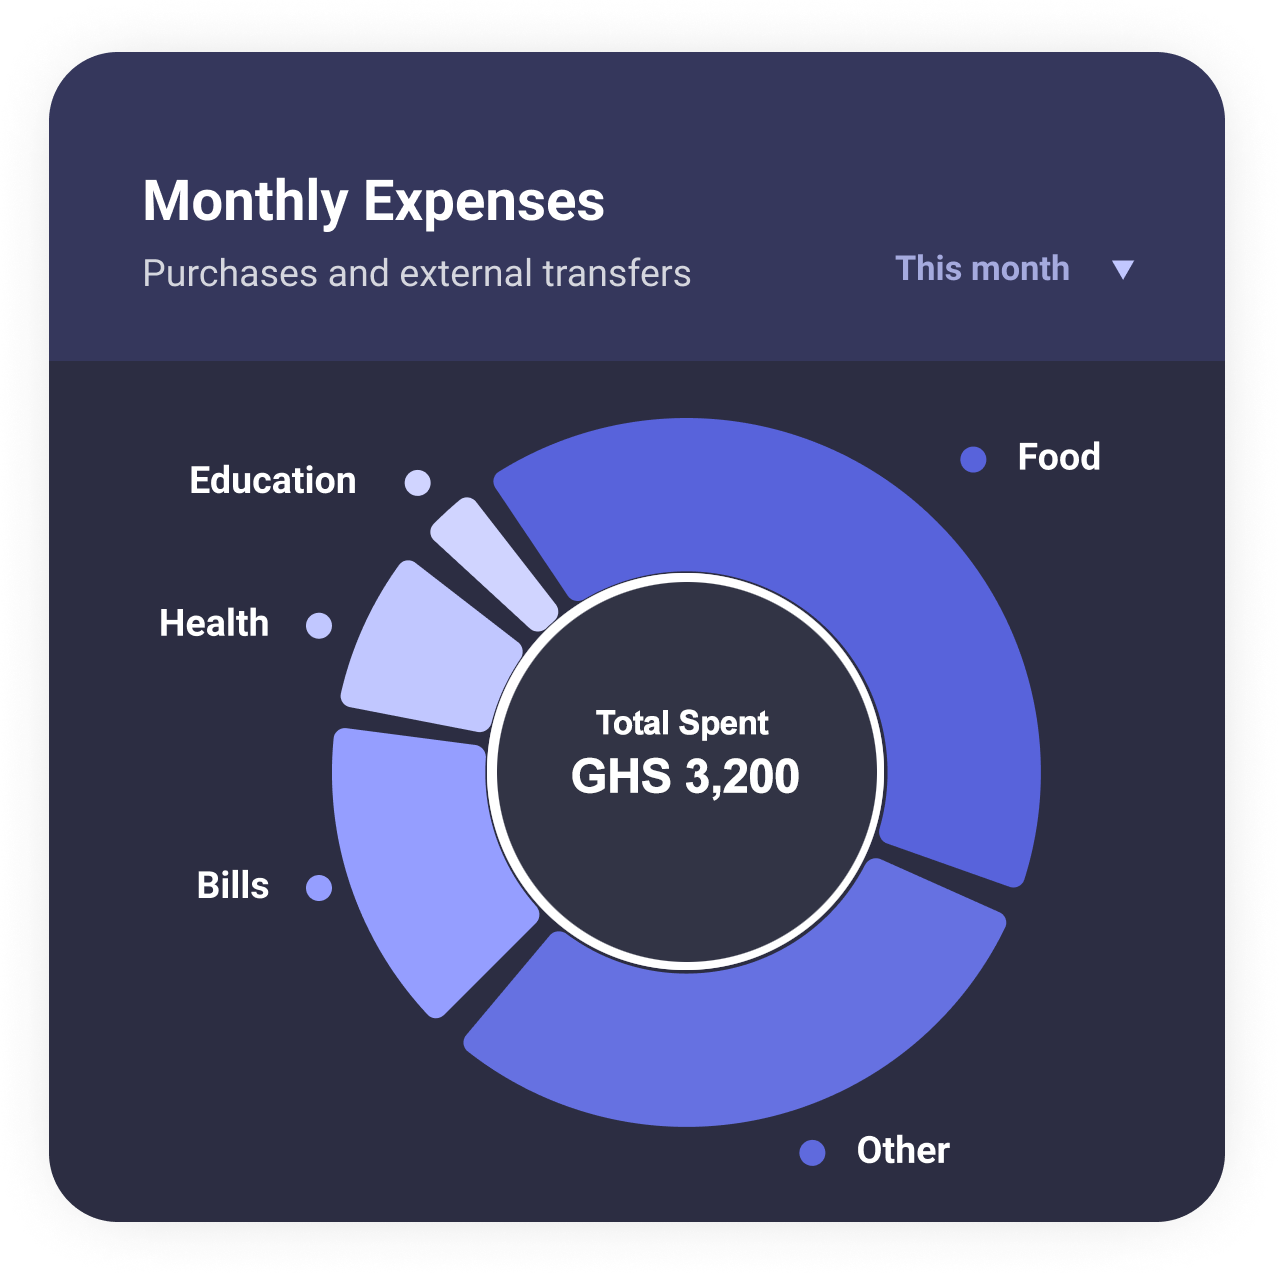 Monthly Expenses
Purchases and external transfers
This month
Education
Food
Health
Total Spent
GHS 3,200
Bills
Other